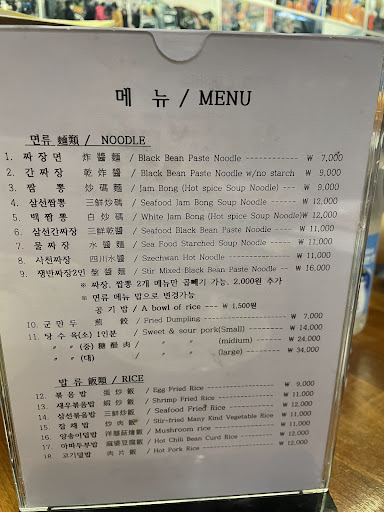 메 뉴 / MENU
면류 麵類 / NOODLE
1. 짜 장 면 炸 醬 麵 / Black Bean Paste Noodle ------------ ₩ 7,000
2. 간 짜 장 乾 炸 醬 / Black Bean Paste Noodle w/no starch ₩ 9,000
3. 짬 뽕 炒 碼 麵 / Jam Bong (Hot spice Soup Noodle) --- ₩ 9,000
4. 삼선짬뽕 三鮮炒碼 / Seafood Jam Bong Soup Noodle ------ ₩ 12,000
5. 백 짬 뽕 白 炒 碼 / White Jam Bong (Hot spice Soup Noodle)₩ 12,000
6. 삼선간짜장 三鮮乾醬 / Seafood Black Bean Paste Noodle ----- ₩ 12,000
7. 물 짜 장 水 醬 麵 / Sea Food Starched Soup Noodle ------- ₩ 11,000
8. 사천짜장 四川水醬 / Szechwan Hot Noodle --------------- ₩ 11,000
9. 쟁반짜장2인 盤 醬 麵 / Stir Mixed Black Bean Paste Noodle -- ₩ 16,000
※ 짜장, 짬뽕 2개 메뉴만 곱빼기 가능. 2,000원 추가
※ 면류 메뉴 밥으로 변경가능
공 기 밥 / A bowl of rice --- ₩ 1,500원
10. 군 만 두 煎 餃 / Fried Dumpling -------------------- ₩ 7,000
11. 탕 수 육(소) 1인분 / Sweet & sour pork(Small) ---------- ₩ 14,000
〃 〃 (중) 糖 醋 肉 / 〃 (midium) ------- ₩ 24,000
〃 〃 (대) 〃 (large) -------- ₩ 34,000
밥 류 飯類 / RICE
12. 볶 음 밥 蛋 炒 飯 / Egg Fried Rice -------------------- ₩ 9,000
13. 새우볶음밥 蝦 炒 飯 / Shrimp Fried Rice ----------------- ₩ 11,000
14. 삼선볶음밥 三鮮炒飯 / Seafood Fried Rice ---------------- ₩ 12,000
15. 잡 채 밥 炒 肉 飯 / Stir-fried Many Kind Vegetable Rice ₩ 11,000
16. 양송이덮밥 洋蘑菇燴飯 / Mushroom rice --------------------- ₩ 11,000
17. 마파두부밥 麻婆豆腐飯 / Hot Chili Bean Curd Rice ---------- ₩ 12,000
18. 고기덮밥 肉 片 飯 / Hot Pork Rice --------------------- ₩ 12,000